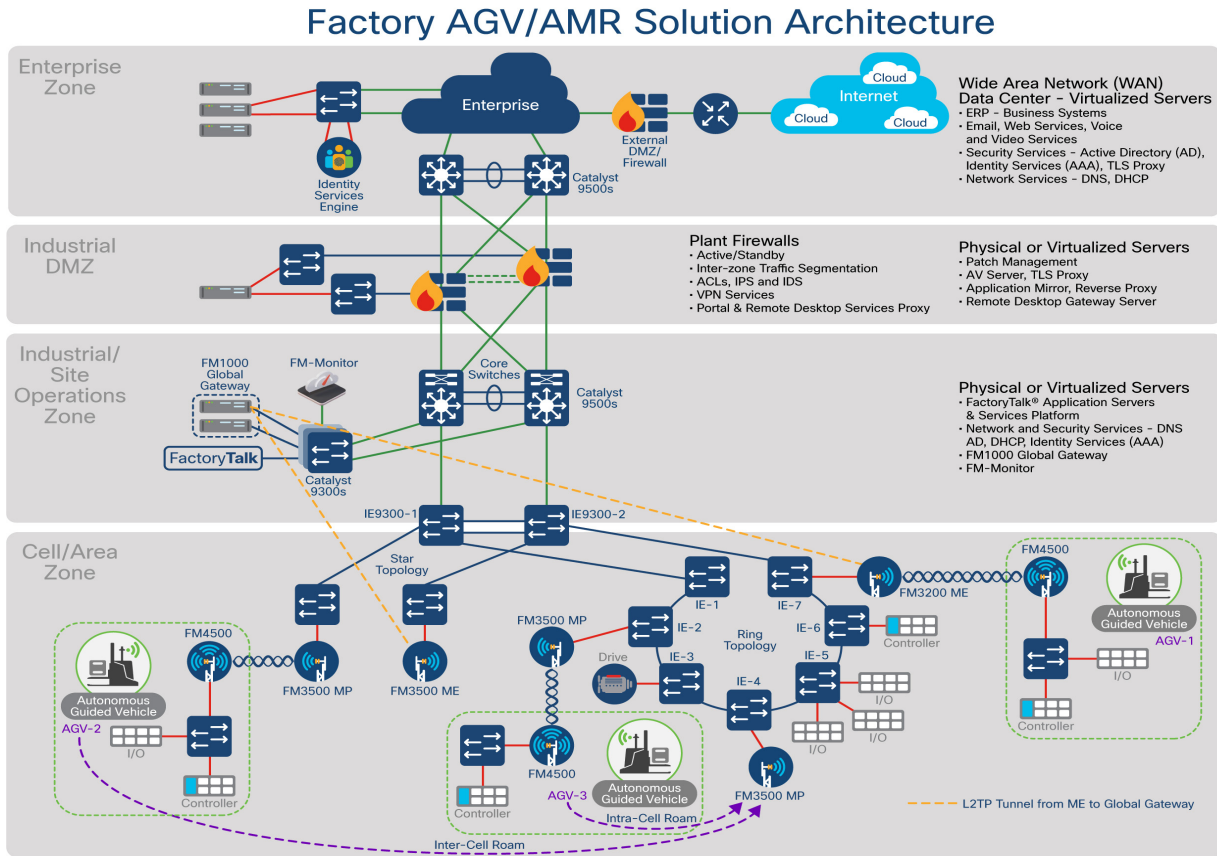 Factory AGV/AMR Solution Architecture
Enterprise
Zone
Enterprise
Internet
Cloud
Cloud
Cloud
Identity
Services
Engine
External
DMZ/
Firewall
Catalyst
9500s
Wide Area Network (WAN)
Data Center - Virtualized Servers
• ERP - Business Systems
• Email, Web Services, Voice
and Video Services
• Security Services - Active Directory (AD),
Identity Services (AAA), TLS Proxy
• Network Services - DNS, DHCP
Industrial
DMZ
Plant Firewalls
• Active/Standby
• Inter-zone Traffic Segmentation
• ACLs, IPS and IDS
• VPN Services
• Portal & Remote Desktop Services Proxy
Physical or Virtualized Servers
• Patch Management
• AV Server, TLS Proxy
• Application Mirror, Reverse Proxy
• Remote Desktop Gateway Server
Industrial/
Site
Operations
Zone
FM1000
Global
Gateway
FM-Monitor
FactoryTalk
Catalyst
9300s
Core
Switches
Catalyst
9500s
Physical or Virtualized Servers
• FactoryTalk® Application Servers
& Services Platform
• Network and Security Services - DNS
AD, DHCP, Identity Services (AAA)
• FM1000 Global Gateway
• FM-Monitor
IE9300-1
IE9300-2
Cell/Area
Zone
Star
Topology
FM4500
Autonomous
Guided Vehicle
AGV-2
I/O
Controller
FM3500 MP
FM3500 ME
FM3500 MP
Drive
IE-1
IE-2
IE-3
IE-4
IE-5
IE-6
IE-7
Ring
Topology
Controller
I/O
I/O
I/O
FM3200 ME
FM4500
Autonomous
Guided Vehicle
AGV-1
I/O
Controller
FM4500
Controller
AGV-3
Autonomous
Guided Vehicle
Intra-Cell Roam
FM3500 MP
Inter-Cell Roam
L2TP Tunnel from ME to Global Gateway